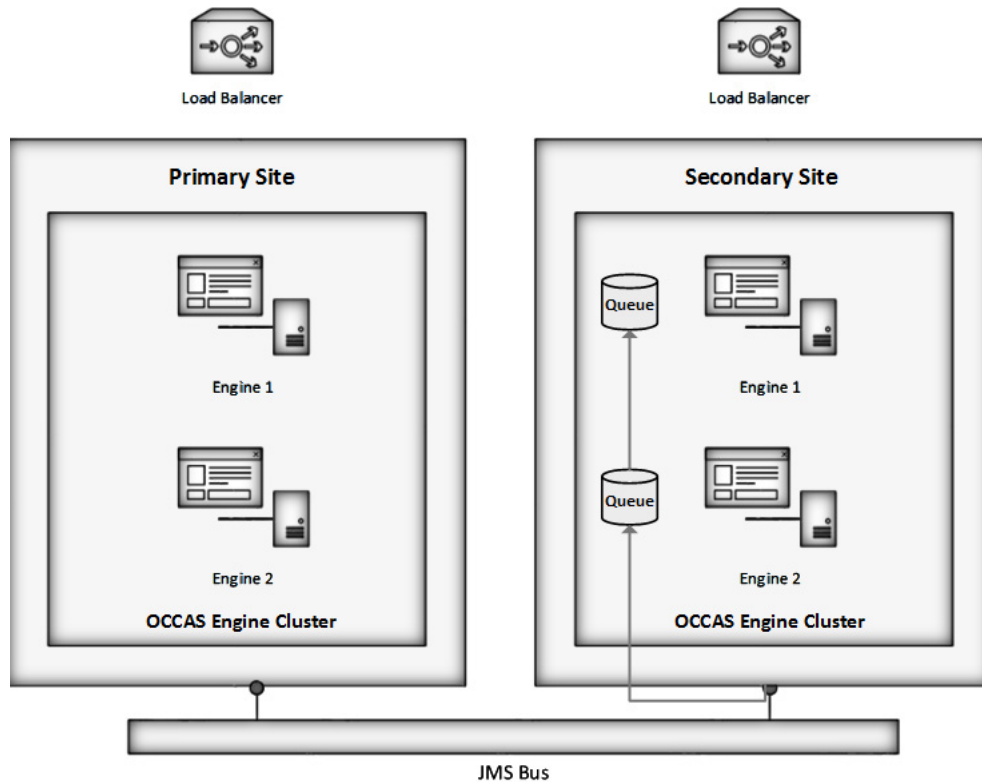 Load Balancer
Load Balancer
Primary Site
Secondary Site
Queue
Engine 1
Engine 1
Queue
Engine 2
Engine 2
OCCAS Engine Cluster
OCCAS Engine Cluster
JMS Bus